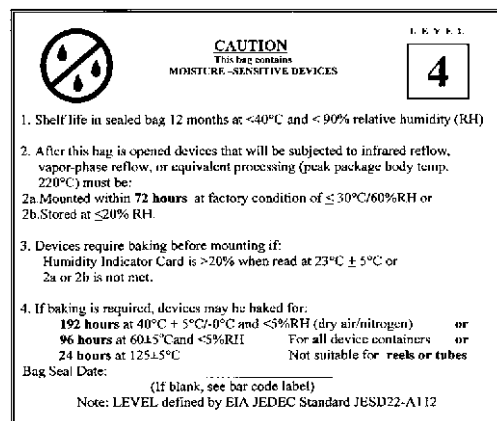 LEVEL
CAUTION
This bag contains
MOISTURE -SENSITIVE DEVICES
4
1. Shelf life in sealed bag 12 months at <40°C and < 90% relative humidity (RH)
2. After this bag is opened devices that will be subjected to infrared reflow,
vapor-phase reflow, or equivalent processing (peak package body temp.
220°C) must be:
2a.Mounted within 72 hours at factory condition of ≤ 30°C/60%RH or
2b.Stored at ≤20% RH.
3. Devices require baking before mounting if:
Humidity Indicator Card is >20% when read at 23°C ± 5°C or
2a or 2b is not met.
4. If baking is required, devices may be baked for:
192 hours at 40°C + 5°C/-0°C and <5%RH (dry air/nitrogen) or
96 hours at 60±5°Cand <5%RH For all device containers or
24 hours at 125±5°C Not suitable for reels or tubes
Bag Seal Date:
(If blank, see bar code label)
Note: LEVEL defined by EIA JEDEC Standard JESD22-A112